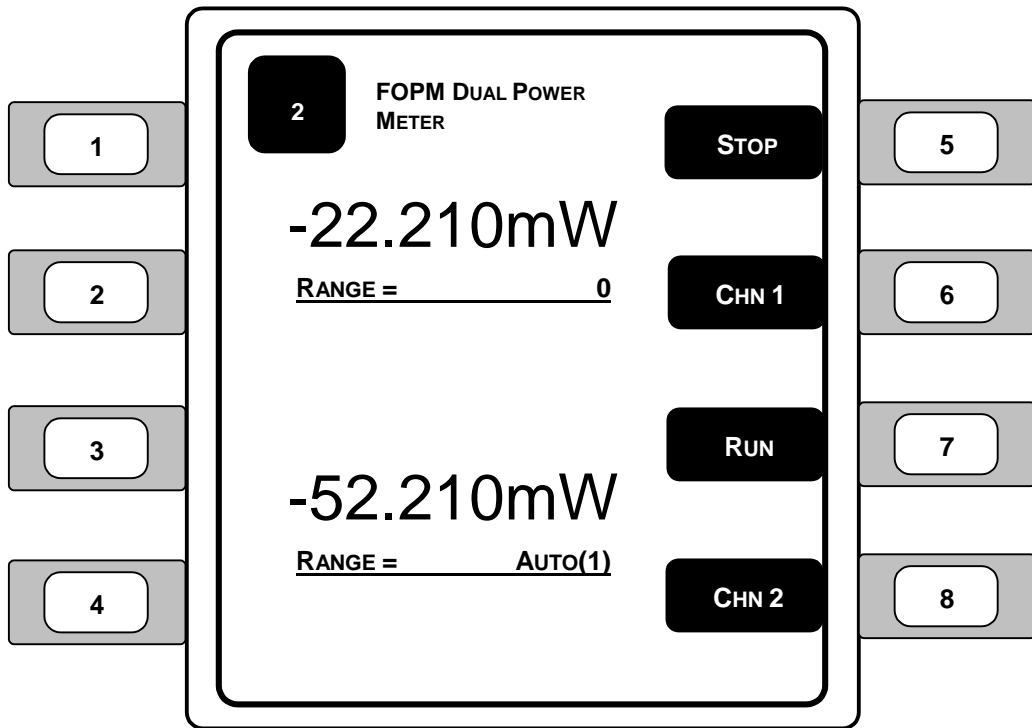 2
FOPM DUAL POWER
METER
1
STOP
5
-22.210mW
2
RANGE = 0
CHN 1
6
3
RUN
7
-52.210mW
RANGE = AUTO(1)
4
CHN 2
8